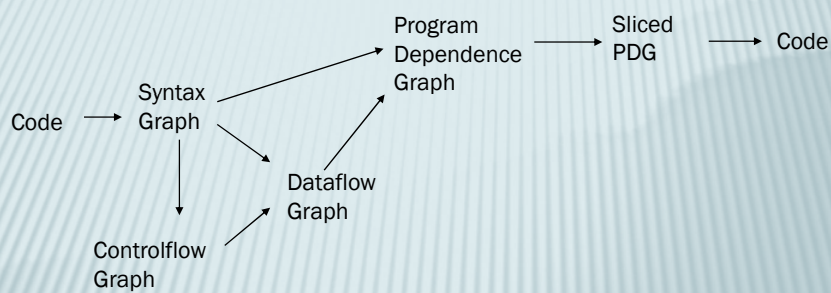 Code
Syntax
Graph
Controlflow
Graph
Dataflow
Graph
Program
Dependence
Graph
Sliced
PDG
Code